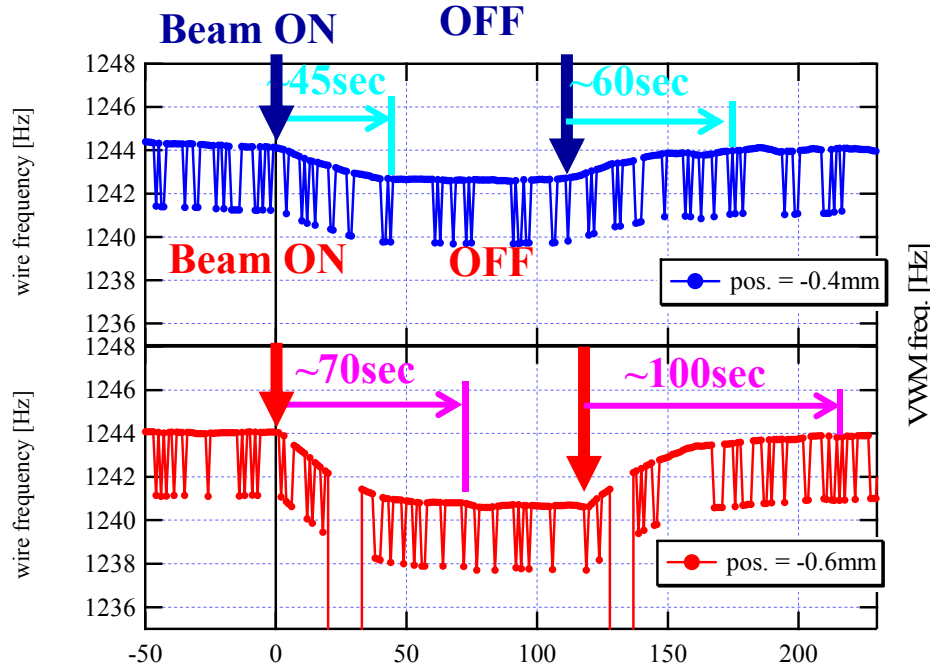 Beam ON
OFF
~45sec
~60sec
1248
1246
1244
1242
1240
1238
1236
wire frequency [Hz]
Beam ON
OFF
pos. = -0.4mm
VWM freq. [Hz]
~70sec
~100sec
1248
1246
1244
1242
1240
1238
1236
wire frequency [Hz]
pos. = -0.6mm
-50
0
50
100
150
200